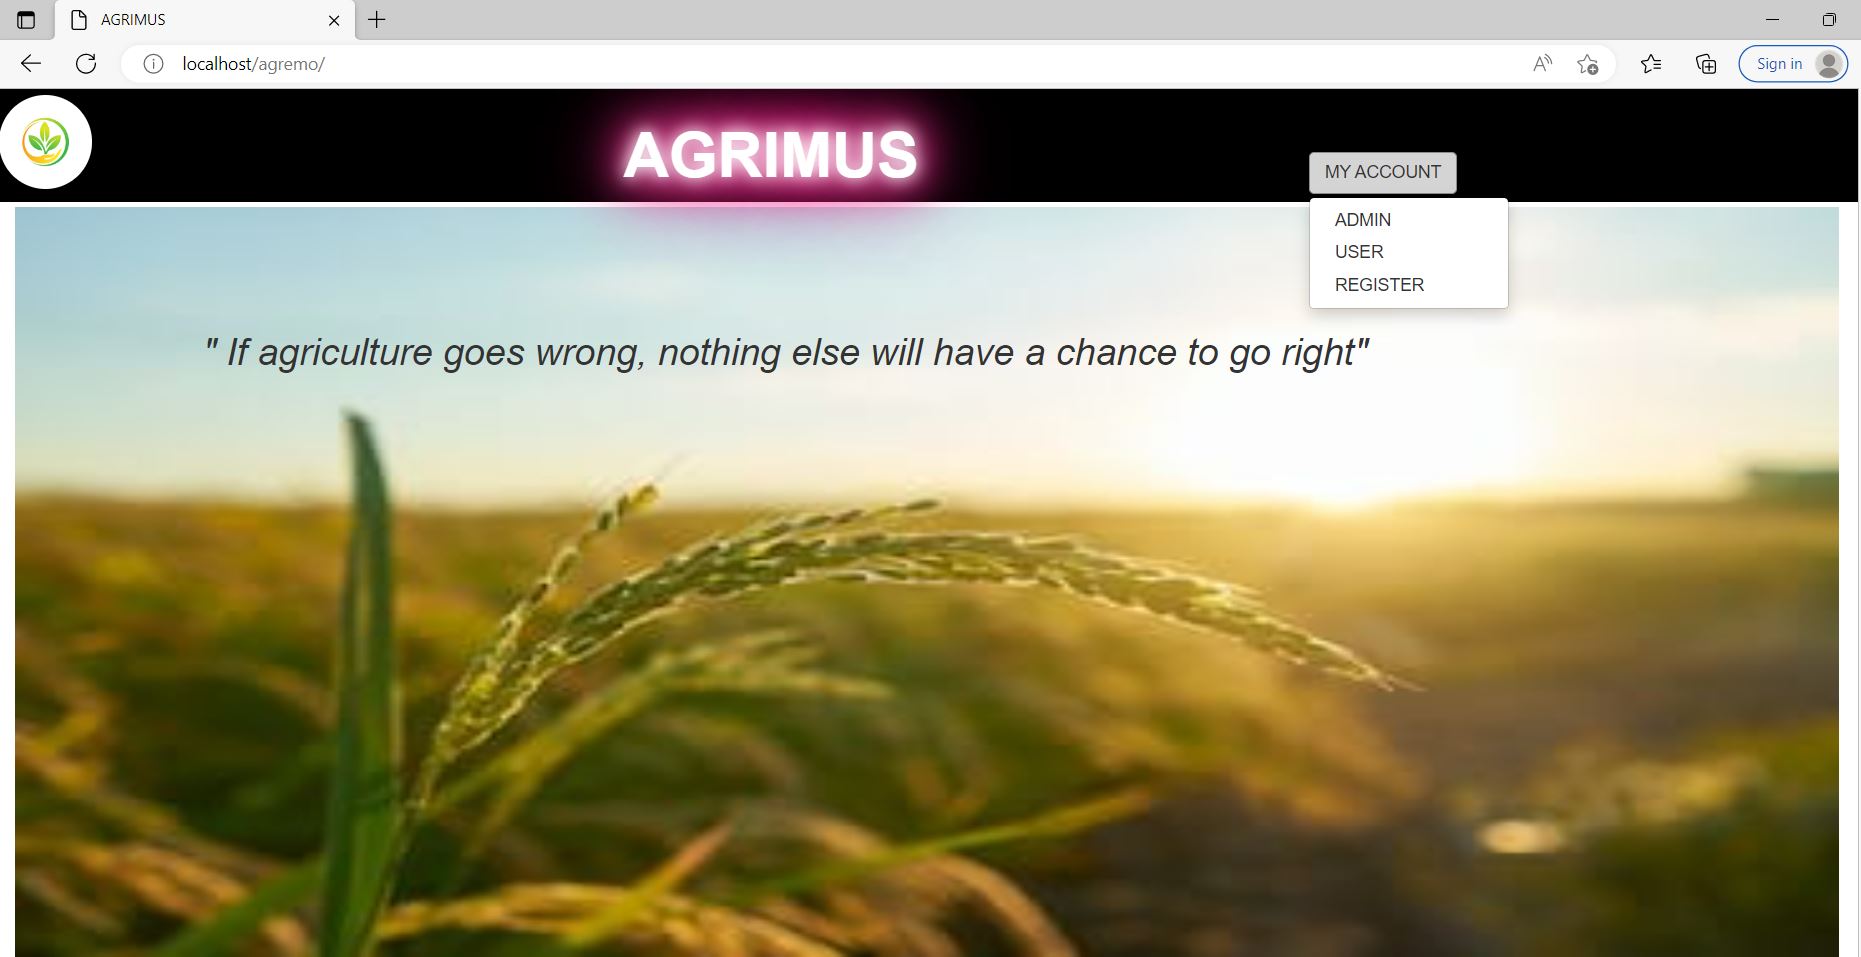 AGRIMUS
localhost/agremo/
Sign in
AGRIMUS
MY ACCOUNT
ADMIN
USER
REGISTER
" If agriculture goes wrong, nothing else will have a chance to go right"